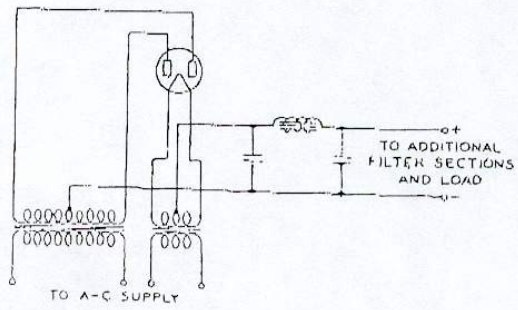 +
TO ADDITIONAL
FILTER SECTIONS
AND LOAD
-
TO A-C SUPPLY